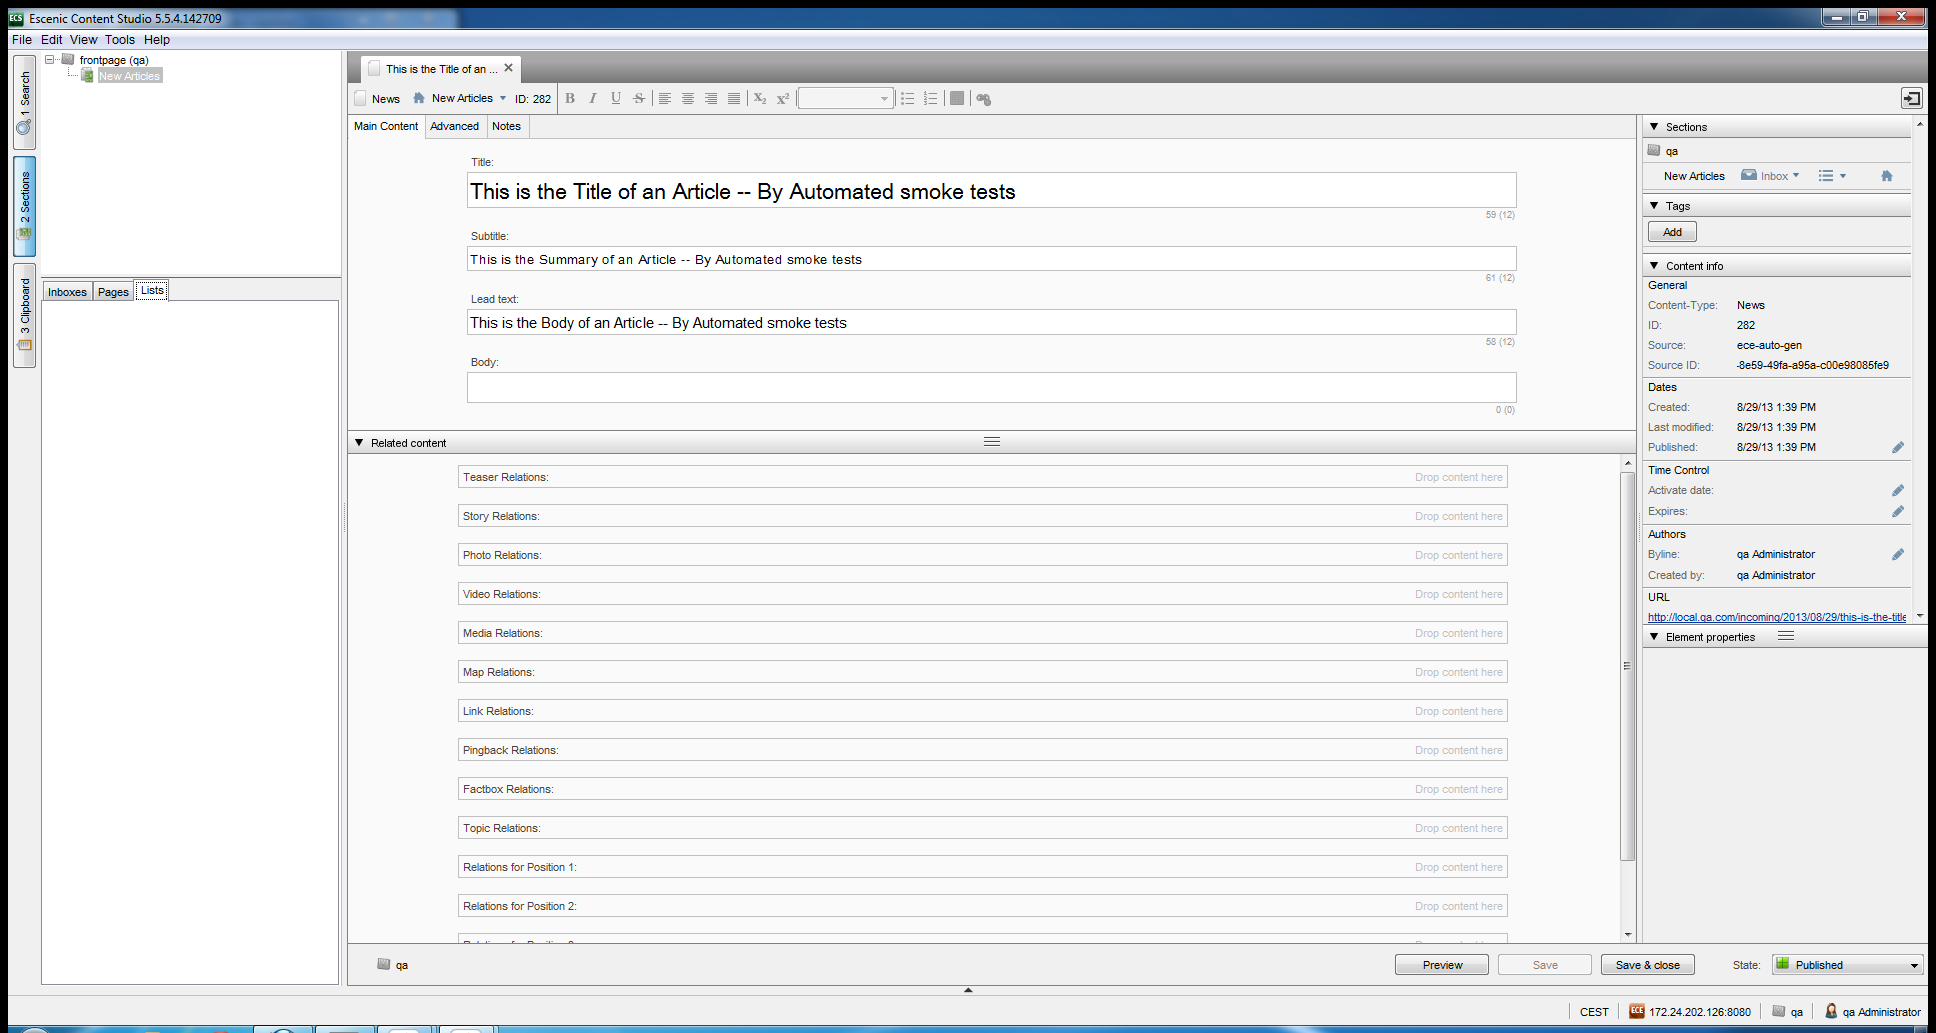 Escenic Content Studio 5.5.4.142709
File Edit View Tools Help
1 Search
2 Sections
3 Clipboard
frontpage (qa)
New Articles
Inboxes Pages Lists
This is the Title of an ...
News New Articles ID: 282 B I U S X2 X2
Main Content Advanced Notes
Title:
This is the Title of an Article -- By Automated smoke tests
59 (12)
Subtitle:
This is the Summary of an Article -- By Automated smoke tests
61 (12)
Lead text:
This is the Body of an Article -- By Automated smoke tests
58 (12)
Body:
0 (0)
Related content
Teaser Relations: Drop content here
Story Relations: Drop content here
Photo Relations: Drop content here
Video Relations: Drop content here
Media Relations: Drop content here
Map Relations: Drop content here
Link Relations: Drop content here
Pingback Relations: Drop content here
Factbox Relations: Drop content here
Topic Relations: Drop content here
Relations for Position 1: Drop content here
Relations for Position 2: Drop content here
Sections
qa
New Articles Inbox
Tags
Add
Content info
General
Content-Type: News
ID: 282
Source: ece-auto-gen
Source ID: -8e59-49fa-a95a-c00e98085fe9
Dates
Created: 8/29/13 1:39 PM
Last modified: 8/29/13 1:39 PM
Published: 8/29/13 1:39 PM
Time Control
Activate date:
Expires:
Authors
Byline: qa Administrator
Created by: qa Administrator
URL
http://local.qa.com/incoming/2013/08/29/this-is-the-title
Element properties
qa Preview Save Save & close State: Published
CEST ECE 172.24.202.126:8080 qa qa Administrator